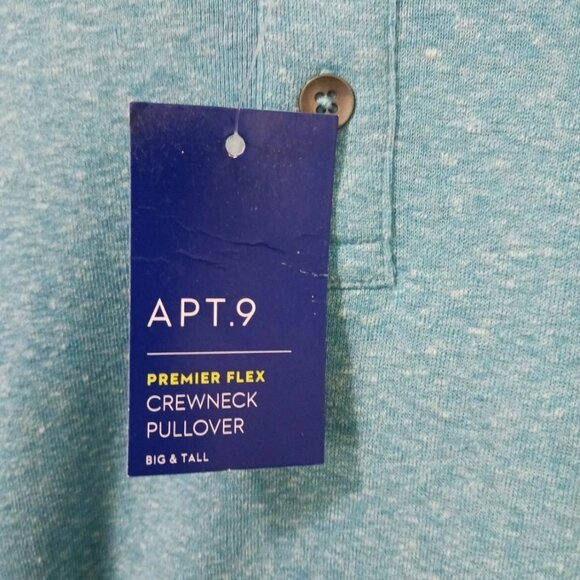 APT.9
PREMIER FLEX
CREWNECK
PULLOVER
BIG & TALL